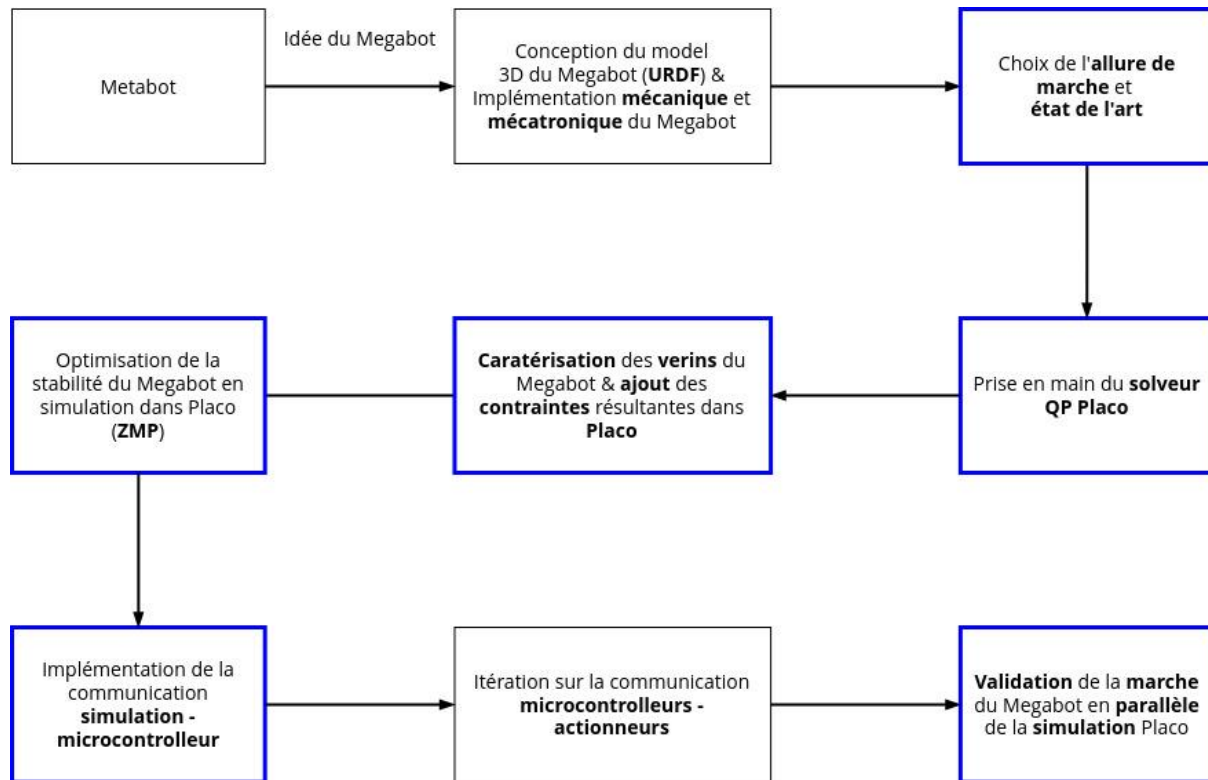 Metabot
Idée du Megabot
Conception du model
3D du Megabot (URDF) &
Implémentation mécanique et
mécatronique du Megabot
Choix de l'allure de
marche et
état de l'art
Prise en main du solveur
QP Placo
Caratérisation des verins du
Megabot & ajout des
contraintes résultantes dans
Placo
Optimisation de la
stabilité du Megabot en
simulation dans Placo
(ZMP)
Implémentation de la
communication
simulation -
microcontrolleur
Itération sur la communication
microcontrolleurs -
actionneurs
Validation de la marche
du Megabot en parallèle
de la simulation Placo